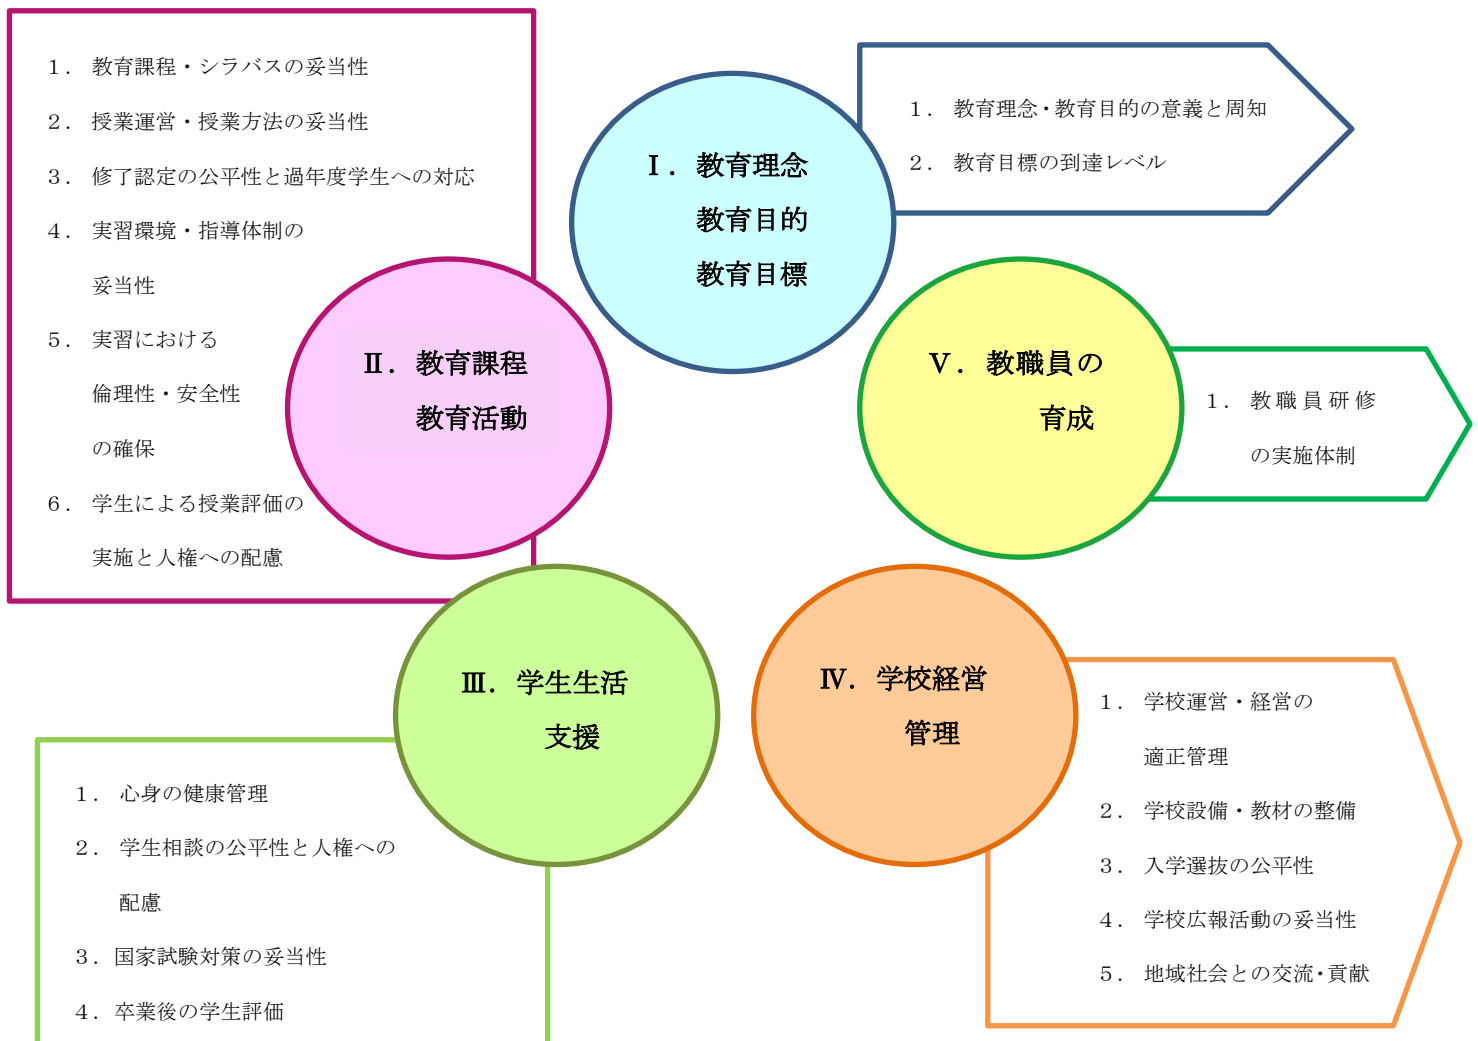 Ⅰ．教育理念
教育目的
教育目標
１．教育理念・教育目的の意義と周知
２．教育目標の到達レベル
Ⅱ．教育課程
教育活動
１．教育課程・シラバスの妥当性
２．授業運営・授業方法の妥当性
３．修了認定の公平性と過年度学生への対応
４．実習環境・指導体制の
妥当性
５．実習における
倫理性・安全性
の確保
６．学生による授業評価の
実施と人権への配慮
Ⅲ．学生生活
支援
１．心身の健康管理
２．学生相談の公平性と人権への
配慮
３．国家試験対策の妥当性
４．卒業後の学生評価
Ⅳ．学校経営
管理
１．学校運営・経営の
適正管理
２．学校設備・教材の整備
３．入学選抜の公平性
４．学校広報活動の妥当性
５．地域社会との交流・貢献
Ⅴ．教職員の
育成
１．教職員研修
の実施体制